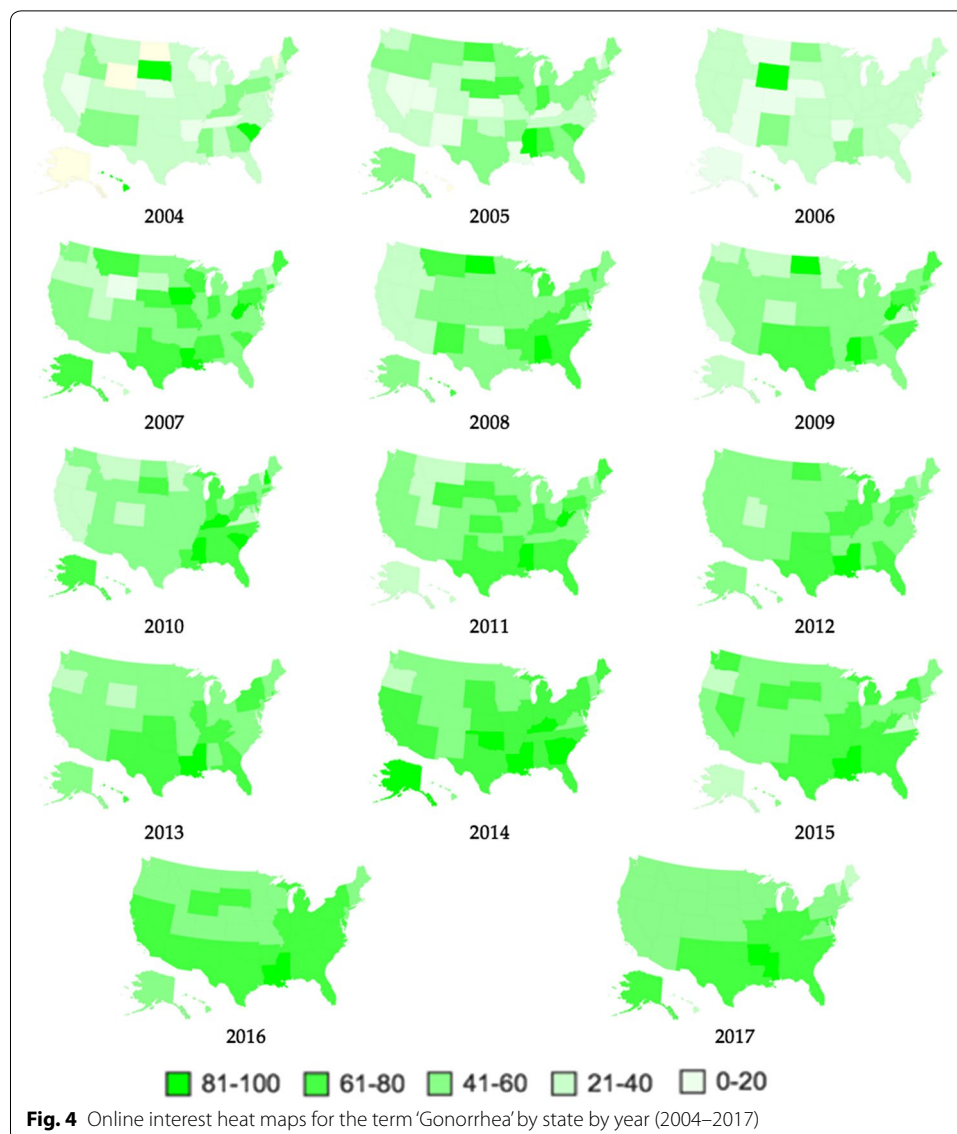 2004 2005 2006
2007 2008 2009
2010 2011 2012
2013 2014 2015
2016 2017
81-100 61-80 41-60 21-40 0-20
Fig. 4 Online interest heat maps for the term ‘Gonorrhea’ by state by year (2004–2017)